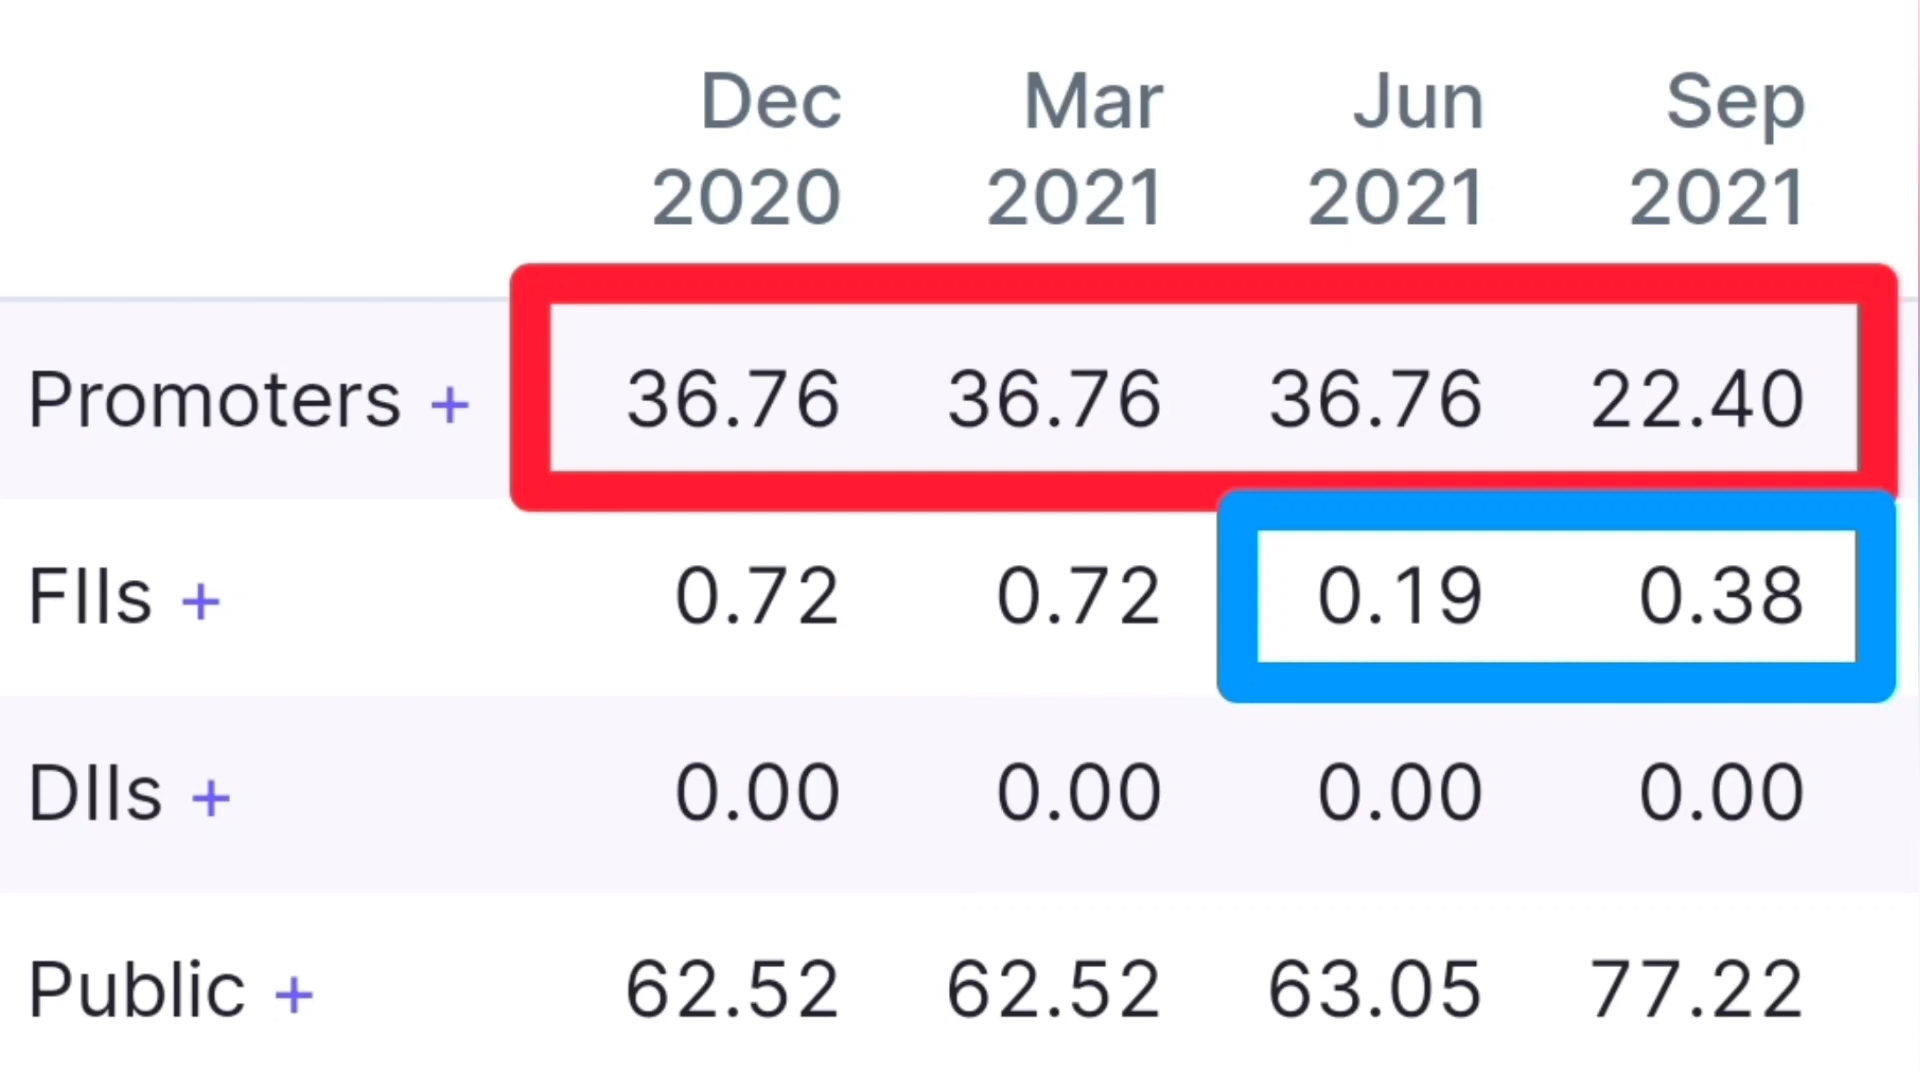 Dec Mar Jun Sep
2020 2021 2021 2021
Promoters + 36.76 36.76 36.76 22.40
FIIs + 0.72 0.72 0.19 0.38
DIIs + 0.00 0.00 0.00 0.00
Public + 62.52 62.52 63.05 77.22